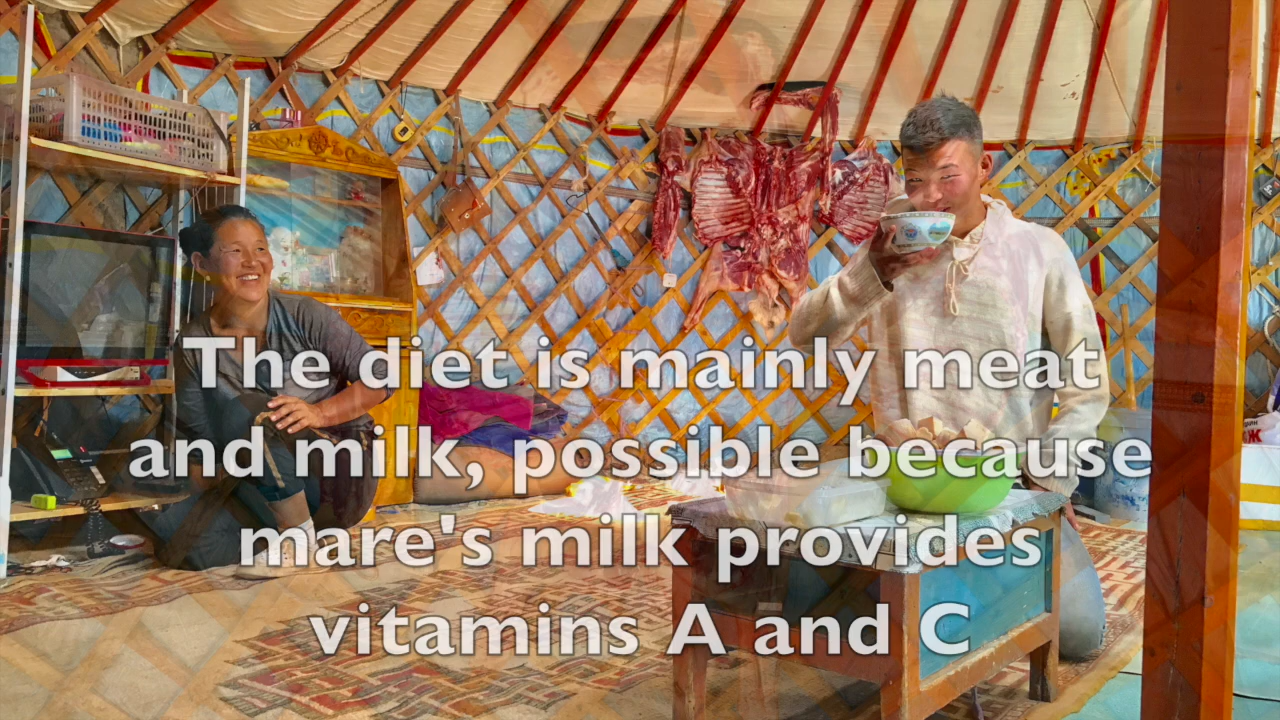 The diet is mainly meat
and milk, possible because
mare's milk provides
vitamins A and C